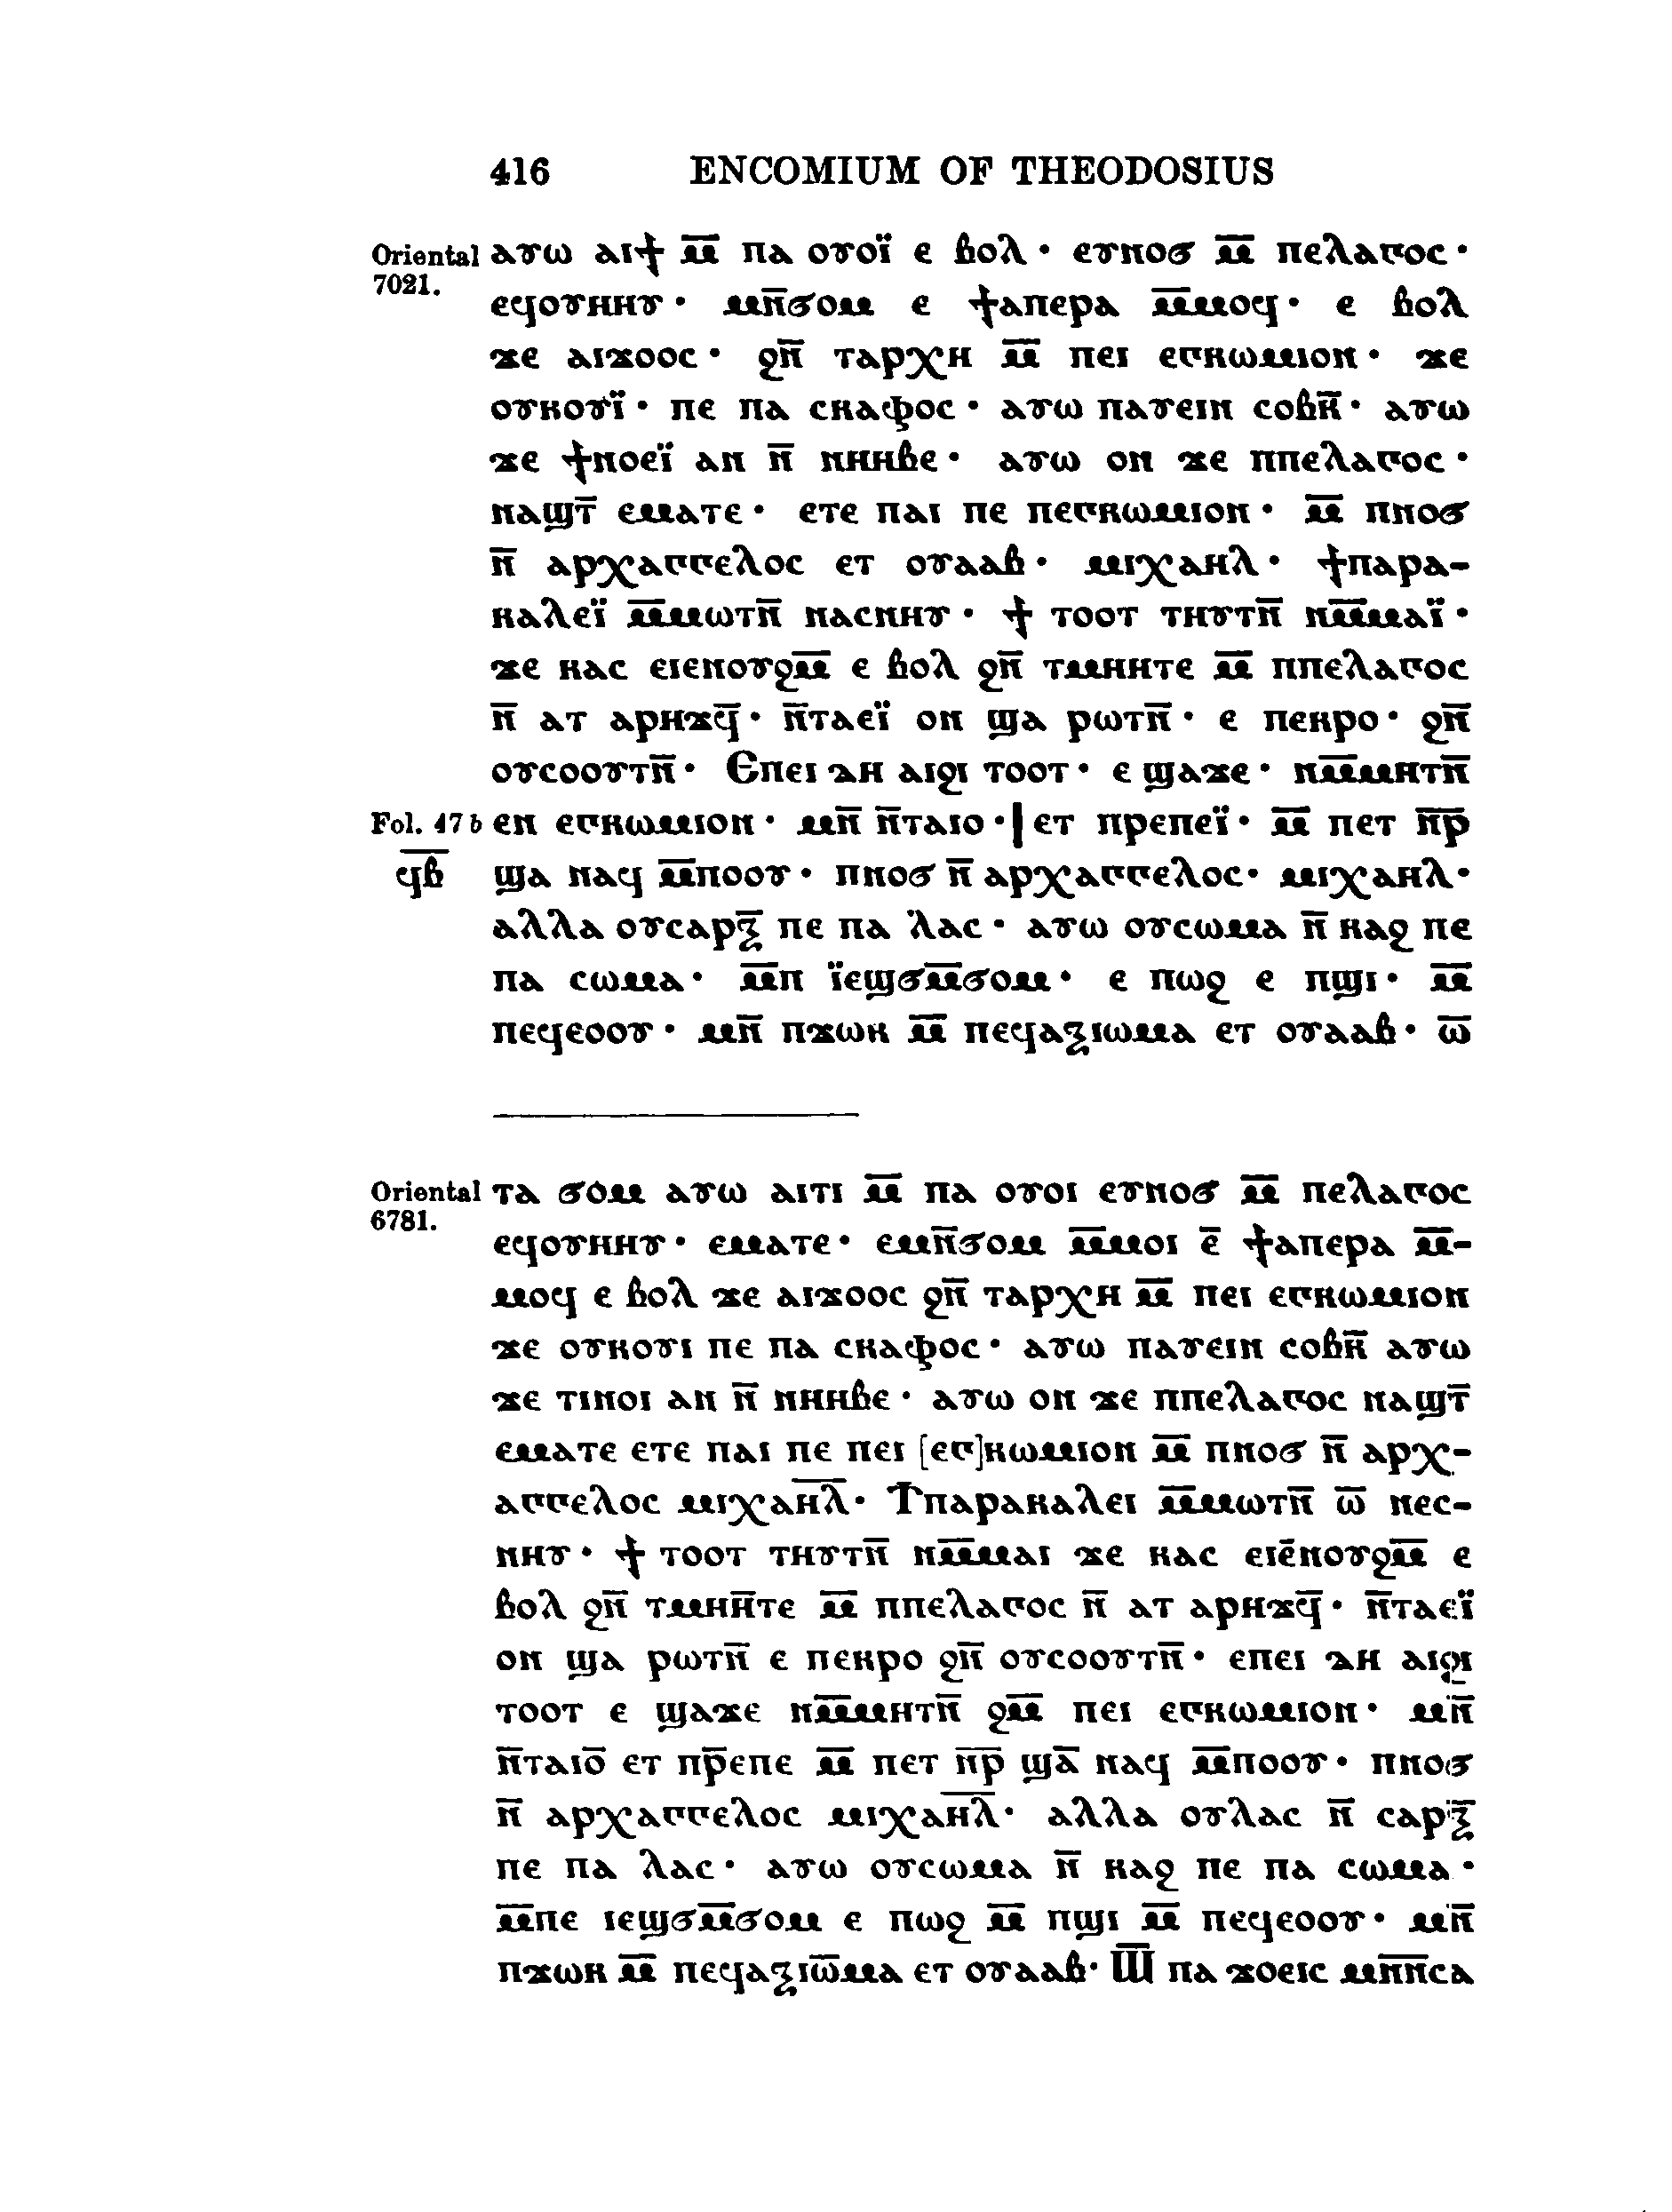 416 ENCOMIUM OF THEODOSIUS
Oriental ⲁⲩⲱ ⲁⲓϯ ⲙ̅ ⲡⲁ ⲟⲩⲟⲓ̈ ⲉ ⲃⲟⲗ · ⲉⲩⲛⲟϭ ⲙ̅ ⲡⲉⲗⲁⲅⲟⲥ ·
7021. ⲉϥⲟⲩⲏⲏⲩ · ⲙⲛ̅ϭⲟⲙ ⲉ ϯⲁⲡⲉⲣⲁ ⲙ̅ⲙⲟϥ · ⲉ ⲃⲟⲗ
ϫⲉ ⲁⲓϫⲟⲟⲥ · ϩⲛ̅ ⲧⲁⲣⲭⲏ ⲙ̅ ⲡⲉⲓ ⲉⲅⲕⲱⲙⲓⲟⲛ · ϫⲉ
ⲟⲩⲕⲟⲩⲓ̈ · ⲡⲉ ⲡⲁ ⲥⲕⲁⲫⲟⲥ · ⲁⲩⲱ ⲡⲁⲩⲉⲓⲛ ⲥⲟⲃⲕ̅ · ⲁⲩⲱ
ϫⲉ ϯⲛⲟⲉⲓ̈ ⲁⲛ ⲛ̅ ⲛⲏⲏⲃⲉ · ⲁⲩⲱ ⲟⲛ ϫⲉ ⲡⲡⲉⲗⲁⲅⲟⲥ ·
ⲛⲁϣⲧ̅ ⲉⲙⲁⲧⲉ · ⲉⲧⲉ ⲡⲁⲓ ⲡⲉ ⲡⲉⲅⲕⲱⲙⲓⲟⲛ · ⲙ̅ ⲡⲛⲟϭ
ⲛ̅ ⲁⲣⲭⲁⲅⲅⲉⲗⲟⲥ ⲉⲧ ⲟⲩⲁⲁⲃ · ⲙⲓⲭⲁⲏⲗ · ϯⲡⲁⲣⲁ-
ⲕⲁⲗⲉⲓ̈ ⲙ̅ⲙⲱⲧⲛ̅ ⲛⲁⲥⲛⲏⲩ · ϯ ⲧⲟⲟⲧ ⲧⲏⲩⲧⲛ̅ ⲛⲙ̅ⲙⲁⲓ̈ ·
ϫⲉ ⲕⲁⲥ ⲉⲓⲉⲛⲟⲩϩⲙ̅ ⲉ ⲃⲟⲗ ϩⲛ̅ ⲧⲙⲏⲏⲧⲉ ⲙ̅ ⲡⲡⲉⲗⲁⲅⲟⲥ
ⲛ̅ ⲁⲧ ⲁⲣⲏϫϥ̅ · ⲛ̅ⲧⲁⲉⲓ̈ ⲟⲛ ϣⲁ ⲣⲱⲧⲛ̅ · ⲉ ⲡⲉⲕⲣⲟ · ϩⲛ̅
ⲟⲩⲥⲟⲟⲩⲧⲛ̅ · Ⲉⲡⲉⲓ ⲇⲏ ⲁⲓϩⲓ ⲧⲟⲟⲧ · ⲉ ϣⲁϫⲉ · ⲛⲙ̅ⲙⲏⲧⲛ̅
Fol. 47 b ⲉⲛ ⲉⲅⲕⲱⲙⲓⲟⲛ · ⲙⲛ̅ ⲛ̅ⲧⲁⲓⲟ · | ⲉⲧ ⲡⲣⲉⲡⲉⲓ̈ · ⲙ̅ ⲡⲉⲧ ⲛ̅ⲣ̅
ϥ̅ⲃ̅ ϣⲁ ⲛⲁϥ ⲙ̅ⲡⲟⲟⲩ · ⲡⲛⲟϭ ⲛ̅ ⲁⲣⲭⲁⲅⲅⲉⲗⲟⲥ · ⲙⲓⲭⲁⲏⲗ ·
ⲁⲗⲗⲁ ⲟⲩⲥⲁⲣⲝ̅ ⲡⲉ ⲡⲁ ⲗⲁⲥ · ⲁⲩⲱ ⲟⲩⲥⲱⲙⲁ ⲛ̅ ⲕⲁϩ ⲡⲉ
ⲡⲁ ⲥⲱⲙⲁ · ⲙ̅ⲡ ⲓ̈ⲉϣϭⲙ̅ϭⲟⲙ · ⲉ ⲡⲱϩ ⲉ ⲡϣⲓ · ⲙ̅
ⲡⲉϥⲉⲟⲟⲩ · ⲙⲛ̅ ⲡϫⲱⲕ ⲙ̅ ⲡⲉϥⲁⲝⲓⲱⲙⲁ ⲉⲧ ⲟⲩⲁⲁⲃ · ⲱ̅
Oriental ⲧⲁ ϭⲟⲙ ⲁⲩⲱ ⲁⲓⲧⲓ ⲙ̅ ⲡⲁ ⲟⲩⲟⲓ ⲉⲩⲛⲟϭ ⲙ̅ ⲡⲉⲗⲁⲅⲟⲥ
6781. ⲉϥⲟⲩⲏⲏⲩ · ⲉⲙⲁⲧⲉ · ⲉⲙⲛ̅ϭⲟⲙ ⲙ̅ⲙⲟⲓ ⲉ̅ ϯⲁⲡⲉⲣⲁ ⲙ̅-
ⲙⲟϥ ⲉ ⲃⲟⲗ ϫⲉ ⲁⲓϫⲟⲟⲥ ϩⲛ̅ ⲧⲁⲣⲭⲏ ⲙ̅ ⲡⲉⲓ ⲉⲅⲕⲱⲙⲓⲟⲛ
ϫⲉ ⲟⲩⲕⲟⲩⲓ ⲡⲉ ⲡⲁ ⲥⲕⲁⲫⲟⲥ · ⲁⲩⲱ ⲡⲁⲩⲉⲓⲛ ⲥⲟⲃⲕ̅ ⲁⲩⲱ
ϫⲉ ⲧⲓⲛⲟⲓ ⲁⲛ ⲛ̅ ⲛⲏⲏⲃⲉ · ⲁⲩⲱ ⲟⲛ ϫⲉ ⲡⲡⲉⲗⲁⲅⲟⲥ ⲛⲁϣⲧ̅
ⲉⲙⲁⲧⲉ ⲉⲧⲉ ⲡⲁⲓ ⲡⲉ ⲡⲉⲓ [ⲉⲅ]ⲕⲱⲙⲓⲟⲛ ⲙ̅ ⲡⲛⲟϭ ⲛ̅ ⲁⲣⲭ-
ⲁⲅⲅⲉⲗⲟⲥ ⲙⲓⲭⲁⲏ̅ⲗ̅ · Ϯⲡⲁⲣⲁⲕⲁⲗⲉⲓ ⲙ̅ⲙⲱⲧⲛ̅ ⲱ̅ ⲛⲉⲥ-
ⲛⲏⲩ · ϯ ⲧⲟⲟⲧ ⲧⲏⲩⲧⲛ̅ ⲛⲙ̅ⲙⲁⲓ ϫⲉ ⲕⲁⲥ ⲉⲓⲉ̅ⲛⲟⲩϩⲙ̅ ⲉ
ⲃⲟⲗ ϩⲛ̅ ⲧⲙⲏⲏ̅ⲧⲉ ⲙ̅ ⲡⲡⲉⲗⲁⲅⲟⲥ ⲛ̅ ⲁⲧ ⲁⲣⲏϫϥ̅ · ⲛ̅ⲧⲁⲉⲓ̈
ⲟⲛ ϣⲁ ⲣⲱⲧⲛ̅ ⲉ ⲡⲉⲕⲣⲟ ϩⲛ̅ ⲟⲩⲥⲟⲟⲩⲧⲛ̅ · ⲉⲡⲉⲓ ⲇⲏ ⲁⲓϩⲓ
ⲧⲟⲟⲧ ⲉ ϣⲁϫⲉ ⲛⲙ̅ⲙⲏⲧⲛ̅ ϩⲙ̅ ⲡⲉⲓ ⲉⲅⲕⲱⲙⲓⲟⲛ · ⲙⲛ̅
ⲛ̅ⲧⲁⲓⲟ̅ ⲉⲧ ⲡⲣ̅ⲉⲡⲉ ⲙ̅ ⲡⲉⲧ ⲛ̅ⲣ̅ ϣⲁ̅ ⲛⲁϥ ⲙ̅ⲡⲟⲟⲩ · ⲡⲛⲟϭ
ⲛ̅ ⲁⲣⲭⲁⲅⲅⲉⲗⲟⲥ ⲙⲓⲭⲁⲏ̅ⲗ̅ · ⲁⲗⲗⲁ ⲟⲩⲗⲁⲥ ⲛ̅ ⲥⲁⲣⲝ̅
ⲡⲉ ⲡⲁ ⲗⲁⲥ · ⲁⲩⲱ ⲟⲩⲥⲱⲙⲁ ⲛ̅ ⲕⲁϩ ⲡⲉ ⲡⲁ ⲥⲱⲙⲁ ·
ⲙ̅ⲡⲉ ⲓⲉϣϭⲙ̅ϭⲟⲙ ⲉ ⲡⲱϩ ⲙ̅ ⲡϣⲓ ⲙ̅ ⲡⲉϥⲉⲟⲟⲩ · ⲙⲛ̅
ⲡϫⲱⲕ ⲙ̅ ⲡⲉϥⲁⲝⲓⲱ̅ⲙⲁ ⲉⲧ ⲟⲩⲁⲁⲃ · Ⲱ̅ ⲡⲁ ϫⲟⲉⲓⲥ ⲙⲛ̅ⲛ̅ⲥⲁ